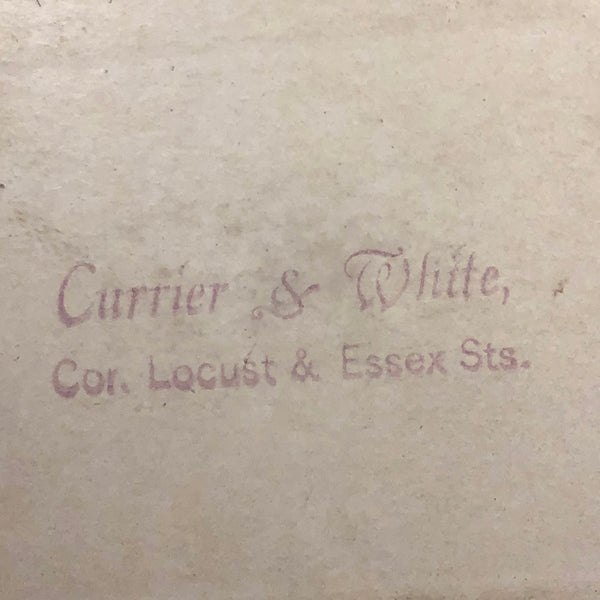 Currier & White,
Cor. Locust & Essex Sts.